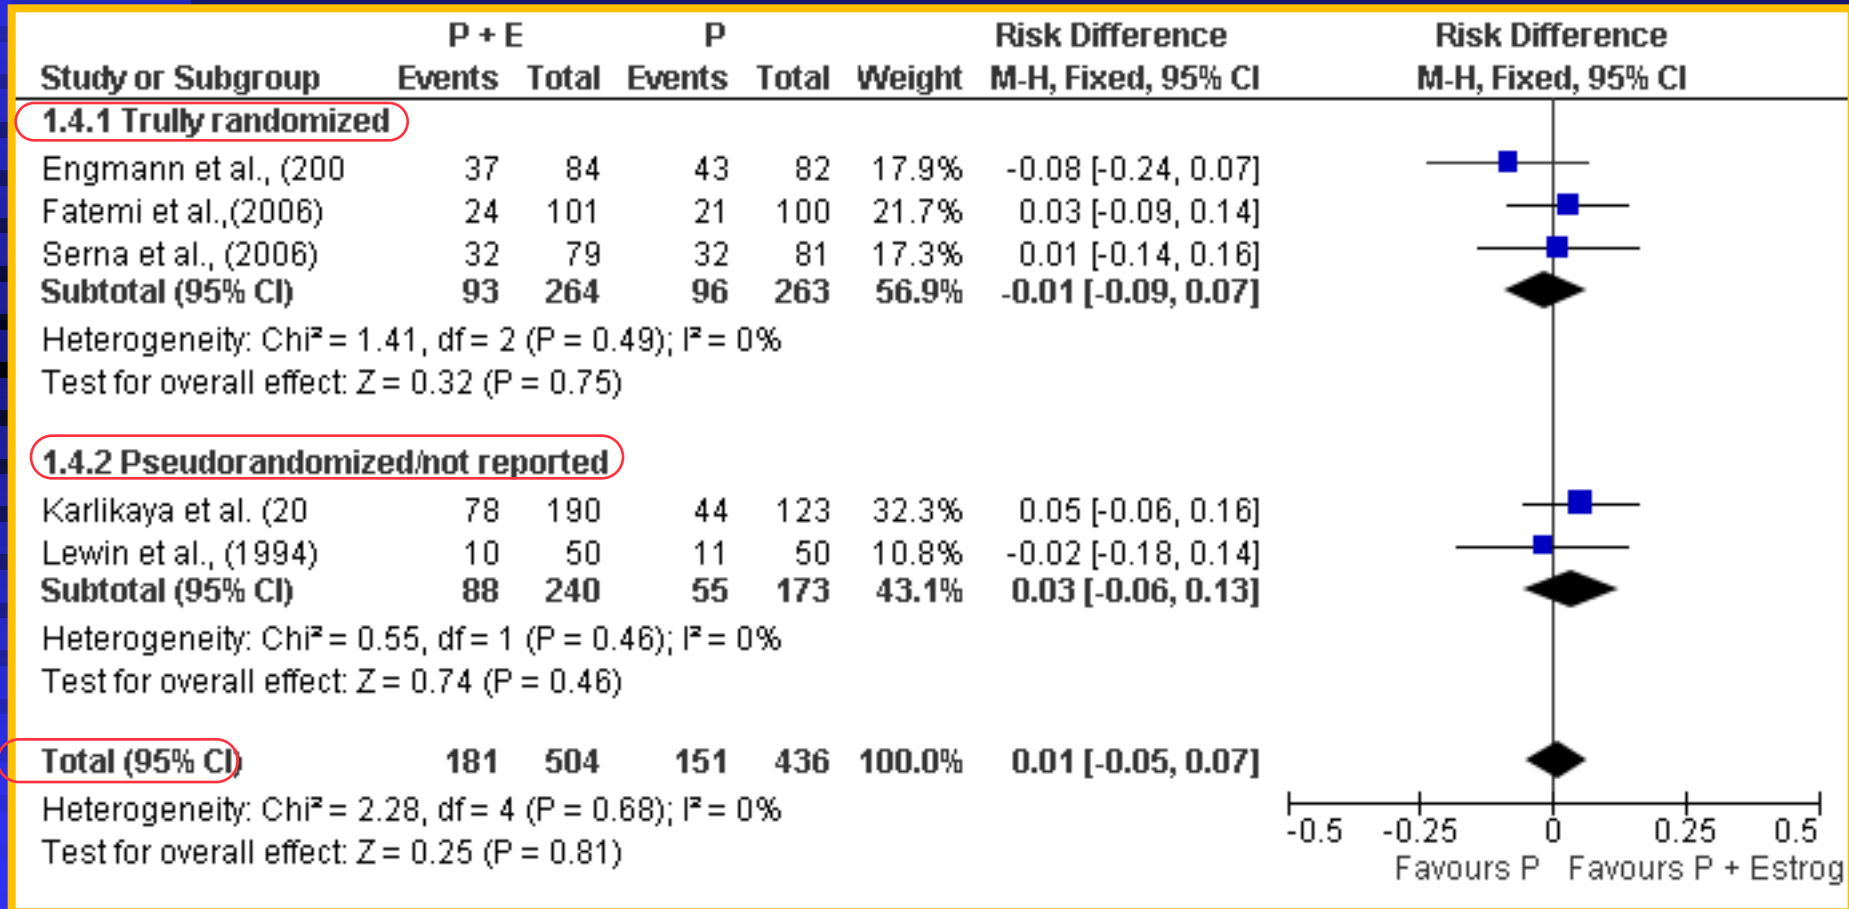 P + E P Risk Difference Risk Difference
Study or Subgroup Events Total Events Total Weight M-H, Fixed, 95% CI M-H, Fixed, 95% CI
1.4.1 Trully randomized
Engmann et al., (200 37 84 43 82 17.9% -0.08 [-0.24, 0.07]
Fatemi et al.,(2006) 24 101 21 100 21.7% 0.03 [-0.09, 0.14]
Serna et al., (2006) 32 79 32 81 17.3% 0.01 [-0.14, 0.16]
Subtotal (95% CI) 93 264 96 263 56.9% -0.01 [-0.09, 0.07]
Heterogeneity: Chi² = 1.41, df = 2 (P = 0.49); I² = 0%
Test for overall effect: Z = 0.32 (P = 0.75)
1.4.2 Pseudorandomized/not reported
Karlikaya et al. (20 78 190 44 123 32.3% 0.05 [-0.06, 0.16]
Lewin et al., (1994) 10 50 11 50 10.8% -0.02 [-0.18, 0.14]
Subtotal (95% CI) 88 240 55 173 43.1% 0.03 [-0.06, 0.13]
Heterogeneity: Chi² = 0.55, df = 1 (P = 0.46); I² = 0%
Test for overall effect: Z = 0.74 (P = 0.46)
Total (95% CI) 181 504 151 436 100.0% 0.01 [-0.05, 0.07]
Heterogeneity: Chi² = 2.28, df = 4 (P = 0.68); I² = 0%
Test for overall effect: Z = 0.25 (P = 0.81)
-0.5 -0.25 0 0.25 0.5
Favours P Favours P + Estrog